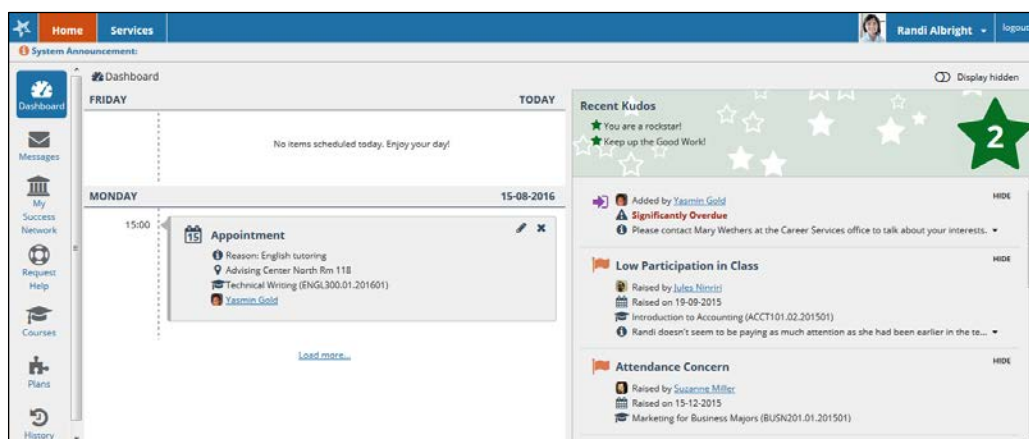 Home
Services
Randi Albright
logout
System Announcement:
Dashboard
Messages
My
Success
Network
Request
Help
Courses
Plans
History
Dashboard
Display hidden
FRIDAY
TODAY
No items scheduled today. Enjoy your day!
MONDAY
15-08-2016
15:00
15
Appointment
Reason: English tutoring
Advising Center North Rm 118
Technical Writing (ENGL300.01.201601)
Yasmin Gold
Load more...
Recent Kudos
You are a rockstar!
Keep up the Good Work!
2
Added by Yasmin Gold
HIDE
Significantly Overdue
Please contact Mary Wethers at the Career Services office to talk about your interests.
Low Participation in Class
HIDE
Raised by Jules Ninriri
Raised on 19-09-2015
Introduction to Accounting (ACCT101.02.201501)
Randi doesn't seem to be paying as much attention as she had been earlier in the te...
Attendance Concern
HIDE
Raised by Suzanne Miller
Raised on 15-12-2015
Marketing for Business Majors (BUSN201.01.201501)